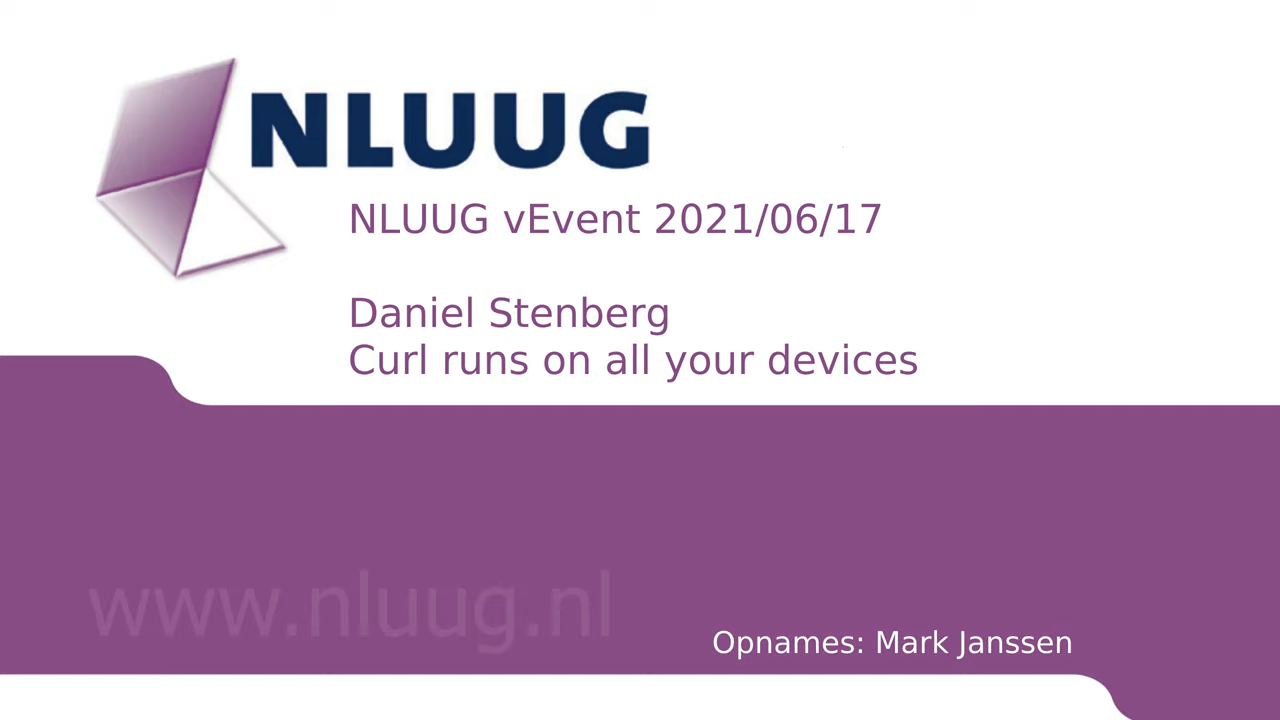 NLUUG
NLUUG vEvent 2021/06/17
Daniel Stenberg
Curl runs on all your devices
www.nluug.nl
Opnames: Mark Janssen